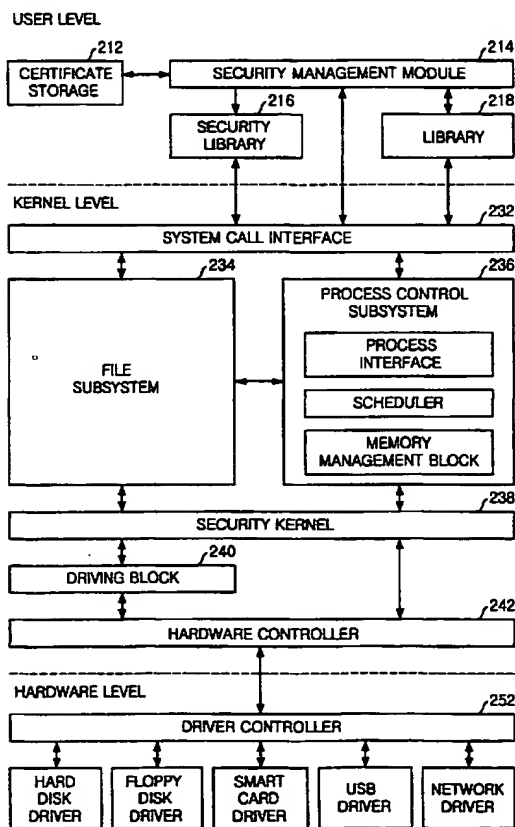 USER LEVEL
212
CERTIFICATE
STORAGE
214
SECURITY MANAGEMENT MODULE
216
SECURITY
LIBRARY
218
LIBRARY
KERNEL LEVEL
232
SYSTEM CALL INTERFACE
234
FILE
SUBSYSTEM
236
PROCESS CONTROL
SUBSYSTEM
PROCESS
INTERFACE
SCHEDULER
MEMORY
MANAGEMENT BLOCK
238
SECURITY KERNEL
240
DRIVING BLOCK
242
HARDWARE CONTROLLER
HARDWARE LEVEL
252
DRIVER CONTROLLER
HARD
DISK
DRIVER
FLOPPY
DISK
DRIVER
SMART
CARD
DRIVER
USB
DRIVER
NETWORK
DRIVER